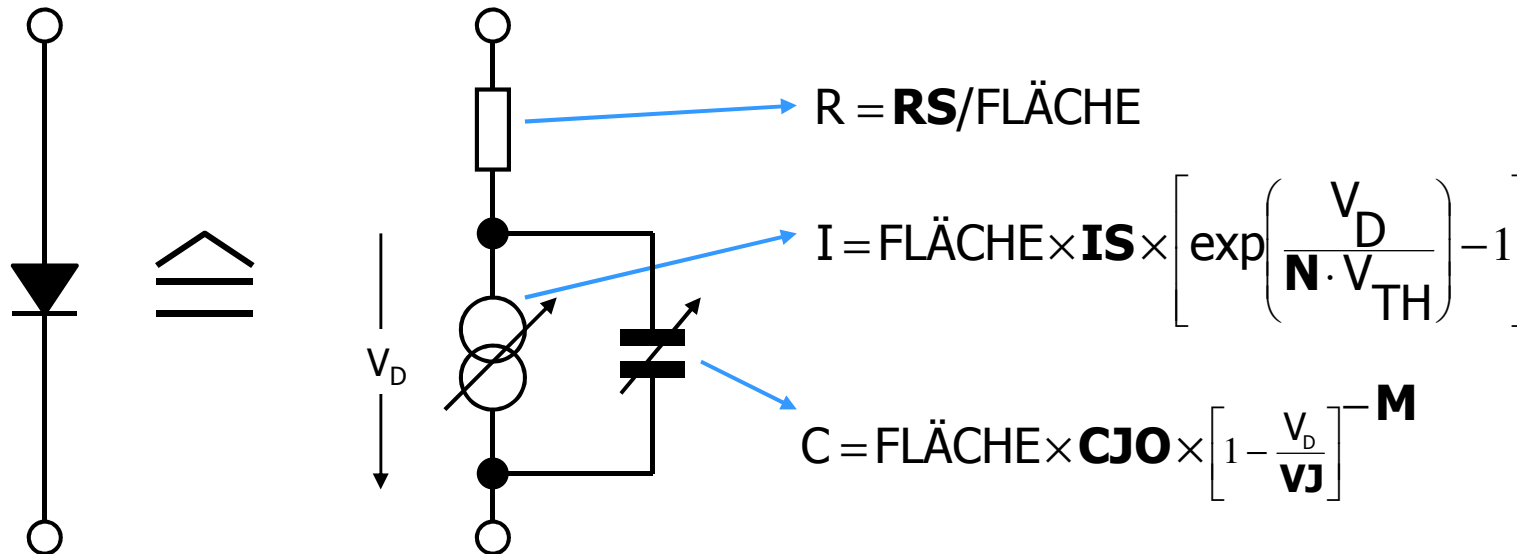 R = RS/FLÄCHE
I = FLÄCHE × IS × [exp(V_D / (N · V_TH)) − 1]
V_D
C = FLÄCHE × CJO × [1 − V_D / VJ]^−M